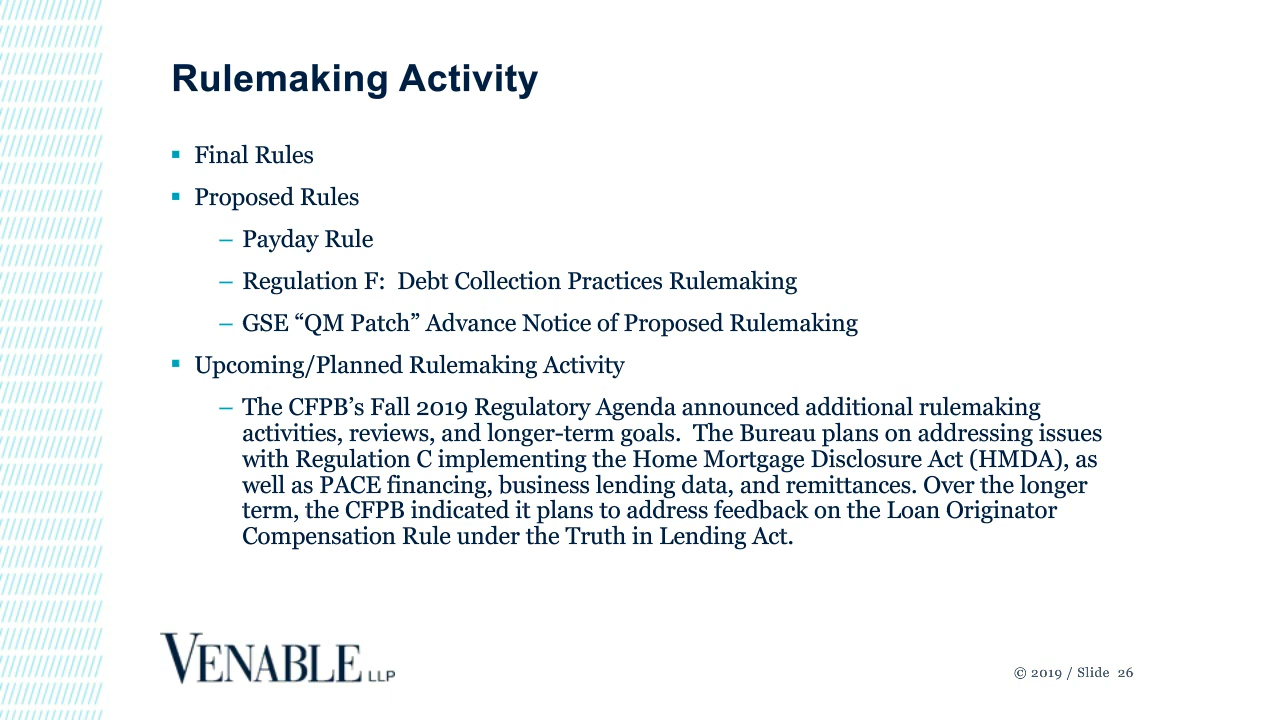 Rulemaking Activity
▪ Final Rules
▪ Proposed Rules
– Payday Rule
– Regulation F:  Debt Collection Practices Rulemaking
– GSE “QM Patch” Advance Notice of Proposed Rulemaking
▪ Upcoming/Planned Rulemaking Activity
– The CFPB’s Fall 2019 Regulatory Agenda announced additional rulemaking
activities, reviews, and longer-term goals.  The Bureau plans on addressing issues
with Regulation C implementing the Home Mortgage Disclosure Act (HMDA), as
well as PACE financing, business lending data, and remittances. Over the longer
term, the CFPB indicated it plans to address feedback on the Loan Originator
Compensation Rule under the Truth in Lending Act.
VENABLE LLP
© 2019 / Slide  26